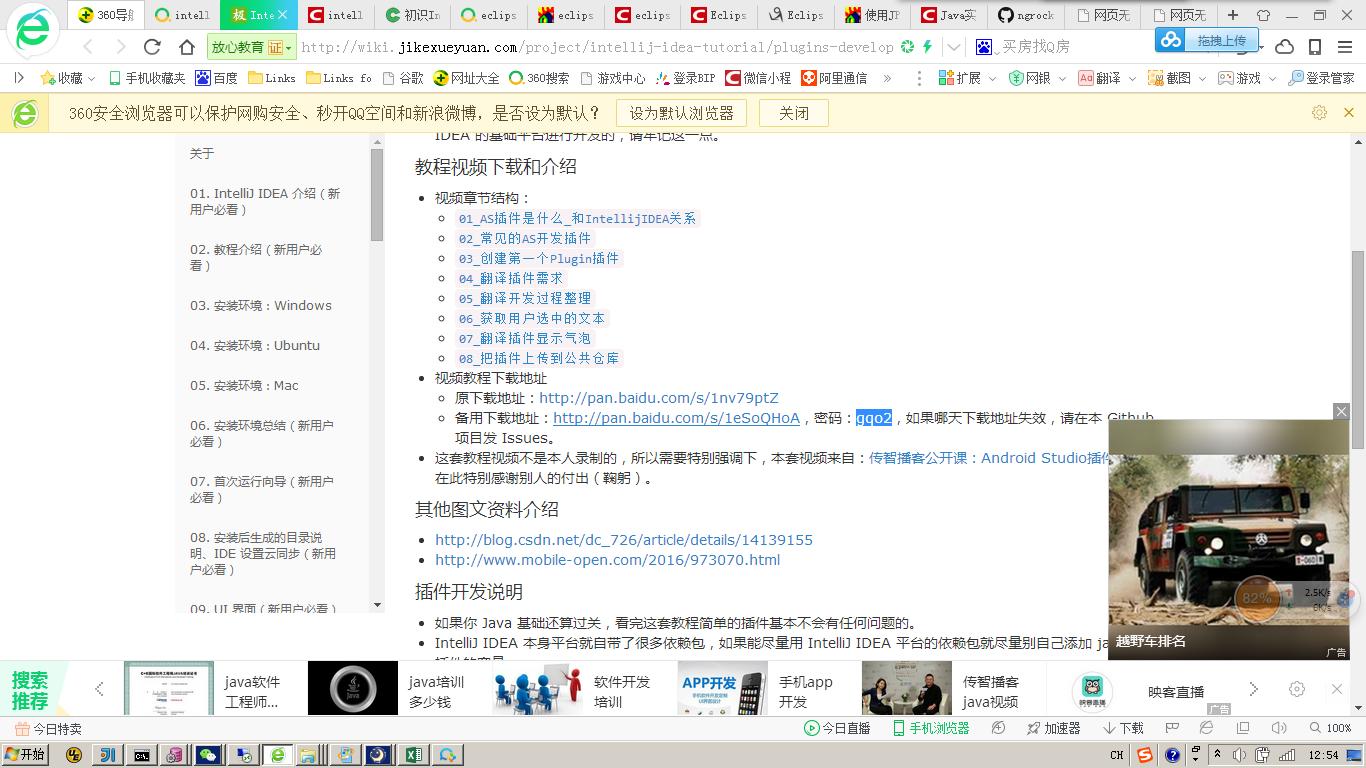 360导航
intelli
Inte
intell
初识In
eclips
eclips
eclips
Eclips
Eclips
使用JP
Java实
ngrock
网页无
网页无
放心教育 证
http://wiki.jikexueyuan.com/project/intellij-idea-tutorial/plugins-develop
买房找Q房
拖拽上传
收藏 手机收藏夹 百度 Links Links fo 谷歌 网址大全 360搜索 游戏中心 登录BIP 微信小程 阿里通信 » 扩展 网银 翻译 截图 游戏 登录管家
360安全浏览器可以保护网购安全、秒开QQ空间和新浪微博，是否设为默认？ 设为默认浏览器 关闭
关于
01. IntelliJ IDEA 介绍（新
用户必看）
02. 教程介绍（新用户必
看）
03. 安装环境：Windows
04. 安装环境：Ubuntu
05. 安装环境：Mac
06. 安装环境总结（新用户
必看）
07. 首次运行向导（新用户
必看）
08. 安装后生成的目录说
明、IDE 设置云同步（新用
户必看）
09. UI 界面（新用户必看）
IDEA 的基础平台进行开发的，请牢记这一点。
教程视频下载和介绍
视频章节结构：
01_AS插件是什么_和IntellijIDEA关系
02_常见的AS开发插件
03_创建第一个Plugin插件
04_翻译插件需求
05_翻译开发过程整理
06_获取用户选中的文本
07_翻译插件显示气泡
08_把插件上传到公共仓库
视频教程下载地址
原下载地址：http://pan.baidu.com/s/1nv79ptZ
备用下载地址：http://pan.baidu.com/s/1eSoQHoA，密码：gqo2，如果哪天下载地址失效，请在本 Github
项目发 Issues。
这套教程视频不是本人录制的，所以需要特别强调下，本套视频来自：传智播客公开课：Android Studio插件
在此特别感谢别人的付出（鞠躬）。
其他图文资料介绍
http://blog.csdn.net/dc_726/article/details/14139155
http://www.mobile-open.com/2016/973070.html
插件开发说明
如果你 Java 基础还算过关，看完这套教程简单的插件基本不会有任何问题的。
IntelliJ IDEA 本身平台就自带了很多依赖包，如果能尽量用 IntelliJ IDEA 平台的依赖包就尽量别自己添加 ja
82%
2.5K/s
6K/s
越野车排名
广告
搜索
推荐
java软件
工程师...
java培训
多少钱
软件开发
培训
APP开发
手机app
开发
传智播客
java视频
映客直播
广告
今日特卖 今日直播 手机浏览器 加速器 下载 100%
开始 CH 12:54